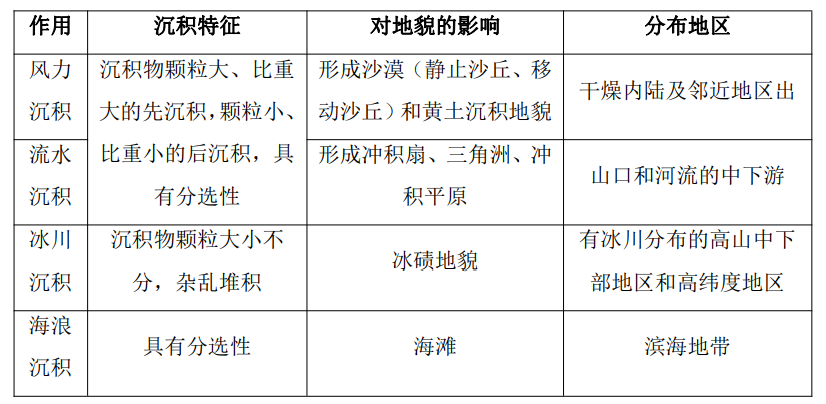 作用 沉积特征 对地貌的影响 分布地区
风力
沉积
沉积物颗粒大、比重
大的先沉积，颗粒小、
比重小的后沉积，具
有分选性
形成沙漠（静止沙丘、移
动沙丘）和黄土沉积地貌
干燥内陆及邻近地区出
流水
沉积
形成冲积扇、三角洲、冲
积平原
山口和河流的中下游
冰川
沉积
沉积物颗粒大小不
分，杂乱堆积
冰碛地貌
有冰川分布的高山中下
部地区和高纬度地区
海浪
沉积
具有分选性
海滩
滨海地带